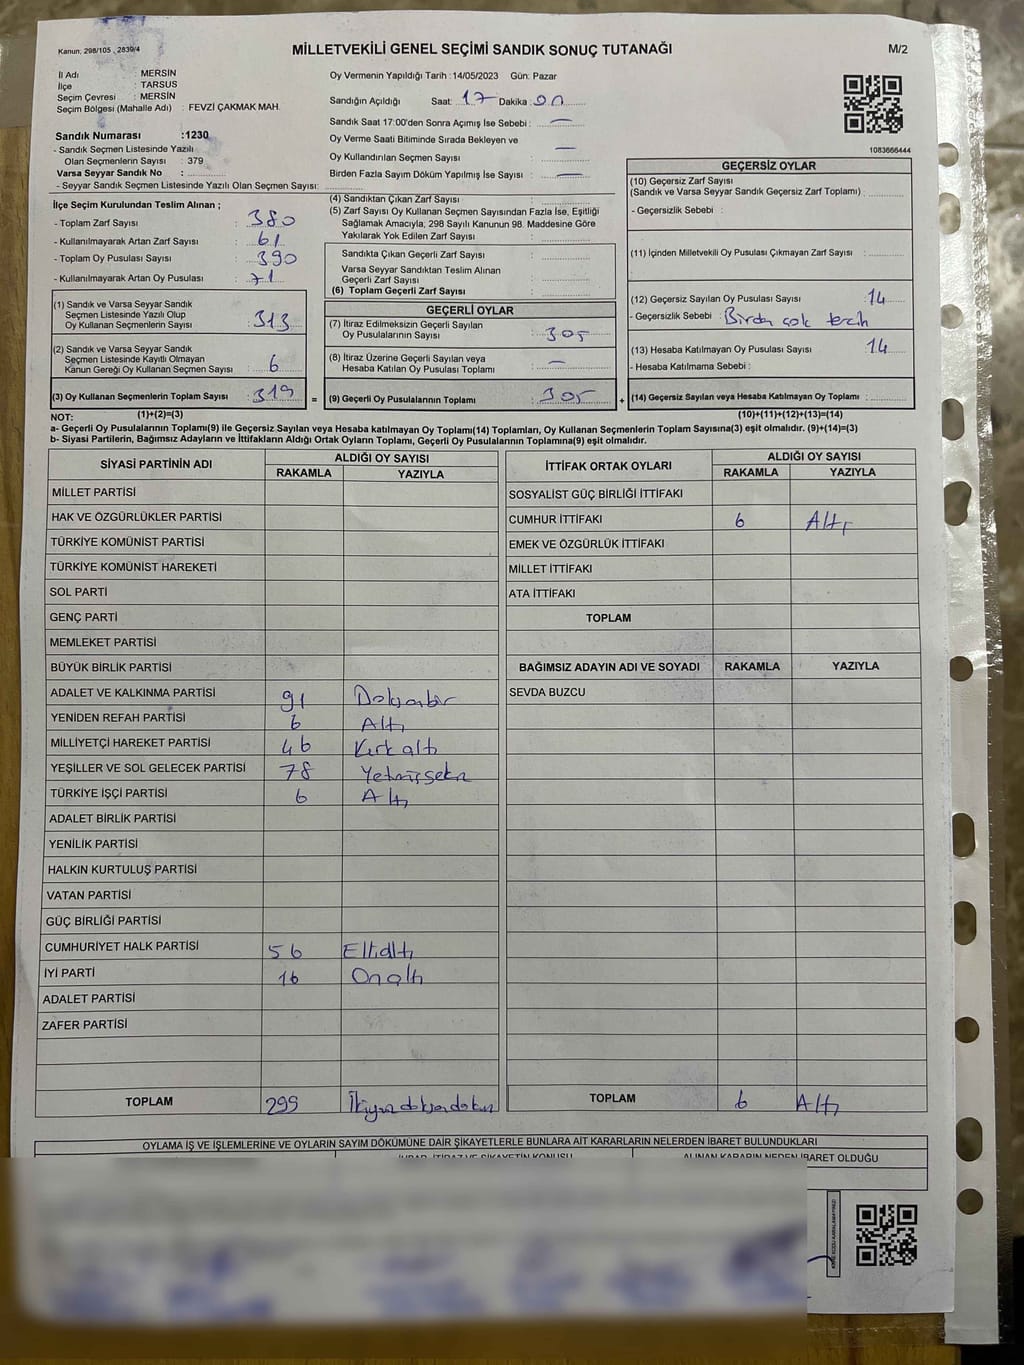 Kanun; 298/105 , 2839/4
MİLLETVEKİLİ GENEL SEÇİMİ SANDIK SONUÇ TUTANAĞI
M/2
İl Adı : MERSİN
İlçe : TARSUS
Seçim Çevresi : MERSİN
Seçim Bölgesi (Mahalle Adı) : FEVZİ ÇAKMAK MAH.
Sandık Numarası :1230
- Sandık Seçmen Listesinde Yazılı
Olan Seçmenlerin Sayısı : 379
Varsa Seyyar Sandık No :
- Seyyar Sandık Seçmen Listesinde Yazılı Olan Seçmen Sayısı:
Oy Vermenin Yapıldığı Tarih :14/05/2023 Gün: Pazar
Sandığın Açıldığı Saat: 17 Dakika: 00
Sandık Saat 17:00'den Sonra Açımış İse Sebebi : —
Oy Verme Saati Bitiminde Sırada Bekleyen ve
Oy Kullandırılan Seçmen Sayısı —
Birden Fazla Sayım Döküm Yapılmış İse Sayısı : —
1083666444
İlçe Seçim Kurulundan Teslim Alınan ;
- Toplam Zarf Sayısı : 380
- Kullanılmayarak Artan Zarf Sayısı : 61
- Toplam Oy Pusulası Sayısı : 390
- Kullanılmayarak Artan Oy Pusulası : 71
(1) Sandık ve Varsa Seyyar Sandık
Seçmen Listesinde Yazılı Olup
Oy Kullanan Seçmenlerin Sayısı : 313
(2) Sandık ve Varsa Seyyar Sandık
Seçmen Listesinde Kayıtlı Olmayan
Kanun Gereği Oy Kullanan Seçmen Sayısı : 6
(3) Oy Kullanan Seçmenlerin Toplam Sayısı : 319
(4) Sandıktan Çıkan Zarf Sayısı :
(5) Zarf Sayısı Oy Kullanan Seçmen Sayısından Fazla İse, Eşitliği
Sağlamak Amacıyla, 298 Sayılı Kanunun 98. Maddesine Göre
Yakılarak Yok Edilen Zarf Sayısı :
Sandıkta Çıkan Geçerli Zarf Sayısı :
Varsa Seyyar Sandıktan Teslim Alınan
Geçerli Zarf Sayısı :
(6) Toplam Geçerli Zarf Sayısı :
GEÇERLİ OYLAR
(7) İtiraz Edilmeksizin Geçerli Sayılan
Oy Pusulalarının Sayısı : 305
(8) İtiraz Üzerine Geçerli Sayılan veya
Hesaba Katılan Oy Pusulası Toplamı : —
= (9) Geçerli Oy Pusulalarının Toplamı : 305
GEÇERSİZ OYLAR
(10) Geçersiz Zarf Sayısı
(Sandık ve Varsa Seyyar Sandık Geçersiz Zarf Toplamı) :
- Geçersizlik Sebebi :
(11) İçinden Milletvekili Oy Pusulası Çıkmayan Zarf Sayısı :
(12) Geçersiz Sayılan Oy Pusulası Sayısı : 14
- Geçersizlik Sebebi : Birden çok tercih
(13) Hesaba Katılmayan Oy Pusulası Sayısı : 14
- Hesaba Katılmama Sebebi :
+ (14) Geçersiz Sayılan veya Hesaba Katılmayan Oy Toplamı :
NOT: (1)+(2)=(3)
(10)+(11)+(12)+(13)=(14)
a- Geçerli Oy Pusulalarının Toplamı(9) ile Geçersiz Sayılan veya Hesaba katılmayan Oy Toplamı(14) Toplamları, Oy Kullanan Seçmenlerin Toplam Sayısına(3) eşit olmalıdır. (9)+(14)=(3)
b- Siyasi Partilerin, Bağımsız Adayların ve İttifakların Aldığı Ortak Oyların Toplamı, Geçerli Oy Pusulalarının Toplamına(9) eşit olmalıdır.
SİYASİ PARTİNİN ADI ALDIĞI OY SAYISI
RAKAMLA YAZIYLA
MİLLET PARTİSİ
HAK VE ÖZGÜRLÜKLER PARTİSİ
TÜRKİYE KOMÜNİST PARTİSİ
TÜRKİYE KOMÜNİST HAREKETİ
SOL PARTİ
GENÇ PARTİ
MEMLEKET PARTİSİ
BÜYÜK BİRLİK PARTİSİ
ADALET VE KALKINMA PARTİSİ 91 Doksanbir
YENİDEN REFAH PARTİSİ 6 Altı
MİLLİYETÇİ HAREKET PARTİSİ 46 Kırk altı
YEŞİLLER VE SOL GELECEK PARTİSİ 78 Yetmişsekiz
TÜRKİYE İŞÇİ PARTİSİ 6 Altı
ADALET BİRLİK PARTİSİ
YENİLİK PARTİSİ
HALKIN KURTULUŞ PARTİSİ
VATAN PARTİSİ
GÜÇ BİRLİĞİ PARTİSİ
CUMHURİYET HALK PARTİSİ 56 Ellialtı
İYİ PARTİ 16 Onaltı
ADALET PARTİSİ
ZAFER PARTİSİ
TOPLAM 299 İkiyüzdoksandokuz
İTTİFAK ORTAK OYLARI ALDIĞI OY SAYISI
RAKAMLA YAZIYLA
SOSYALİST GÜÇ BİRLİĞİ İTTİFAKI
CUMHUR İTTİFAKI 6 Altı
EMEK VE ÖZGÜRLÜK İTTİFAKI
MİLLET İTTİFAKI
ATA İTTİFAKI
TOPLAM
BAĞIMSIZ ADAYIN ADI VE SOYADI RAKAMLA YAZIYLA
SEVDA BUZCU
TOPLAM 6 Altı
OYLAMA İŞ VE İŞLEMLERİNE VE OYLARIN SAYIM DÖKÜMÜNE DAİR ŞİKAYETLERLE BUNLARA AİT KARARLARIN NELERDEN İBARET BULUNDUKLARI
ALINAN KARARIN NEDEN İBARET OLDUĞU